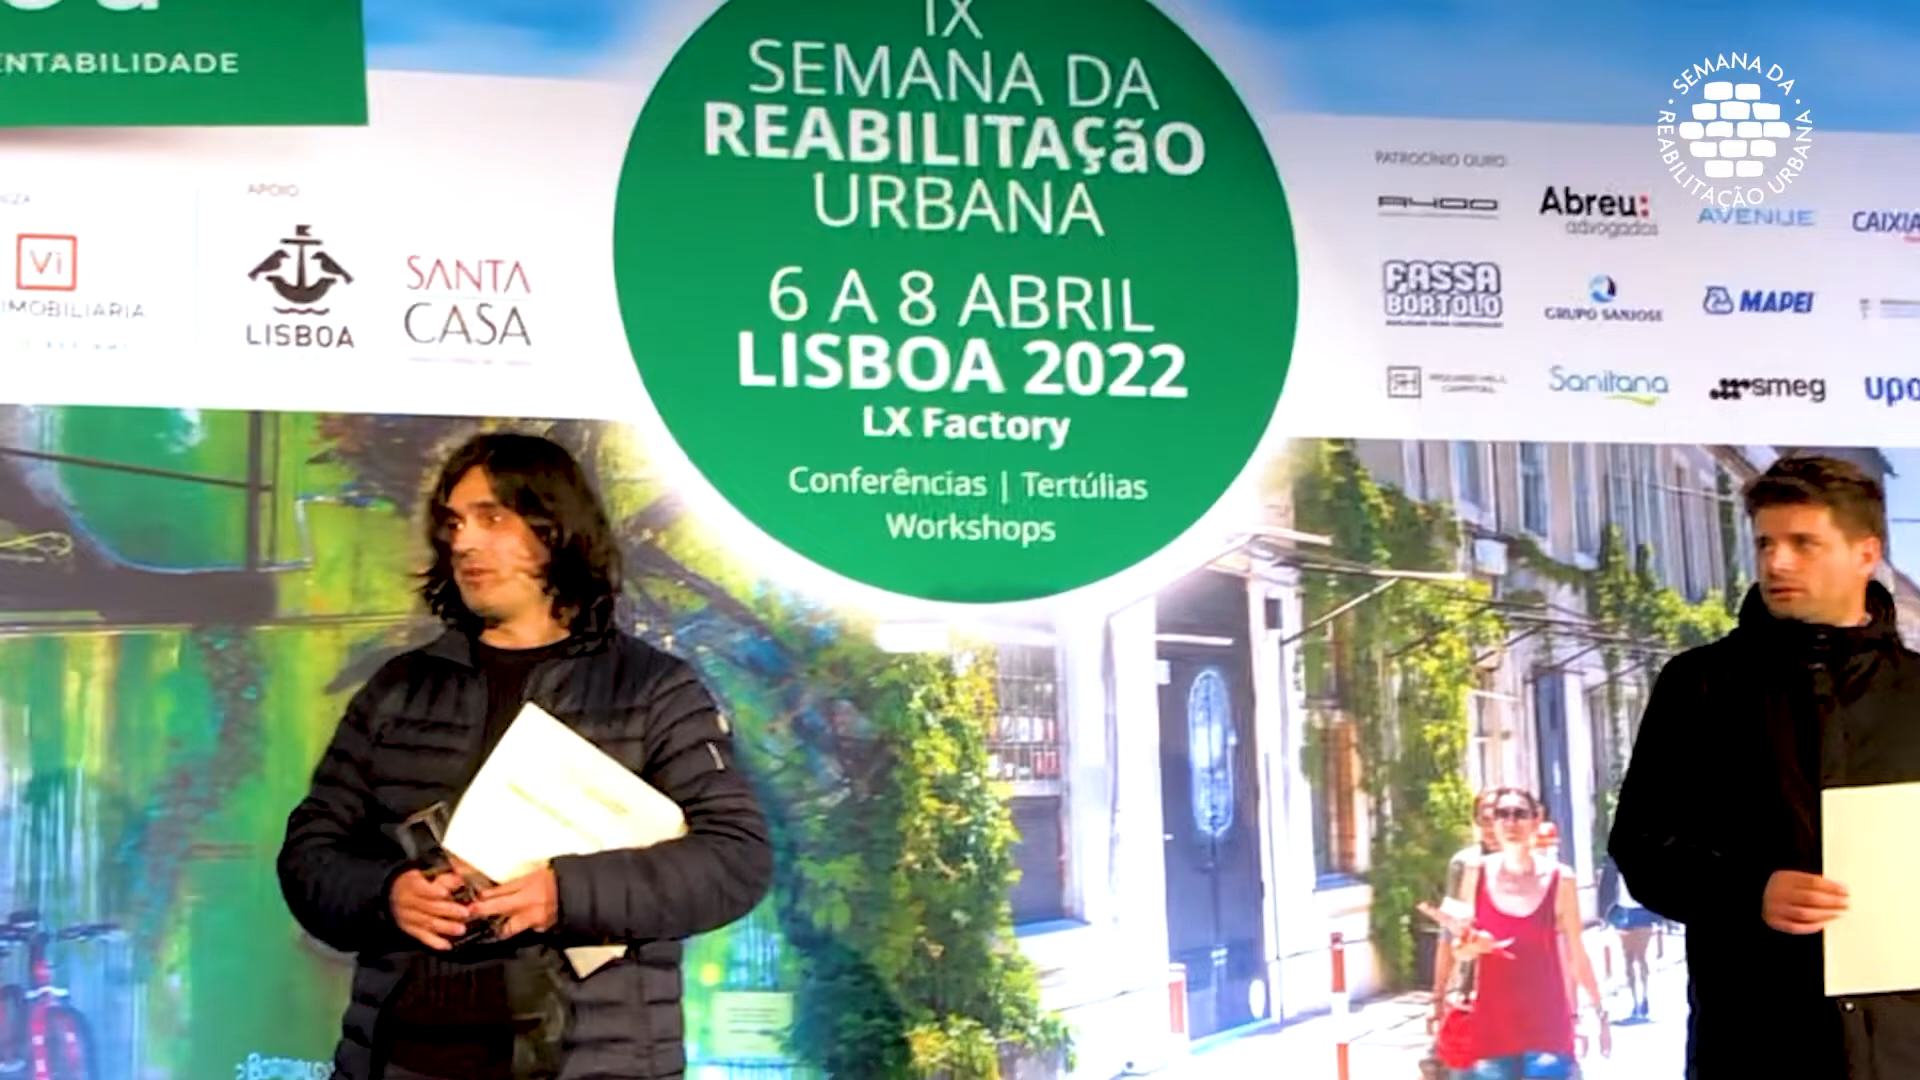 ENTABILIDADE
IX
SEMANA DA
REABILITAÇãO
URBANA
6 A 8 ABRIL
LISBOA 2022
LX Factory
Conferências | Tertúlias
Workshops
APOIO
Vi
IMOBILIÁRIA
LISBOA
SANTA
CASA
PATROCÍNIO OURO
Abreu:
advogados
AVENUE
CAIXA
FASSA
BORTOLO
GRUPO SANJOSE
MAPEI
Sanitana
smeg
upo
SEMANA DA
REABILITAÇÃO URBANA